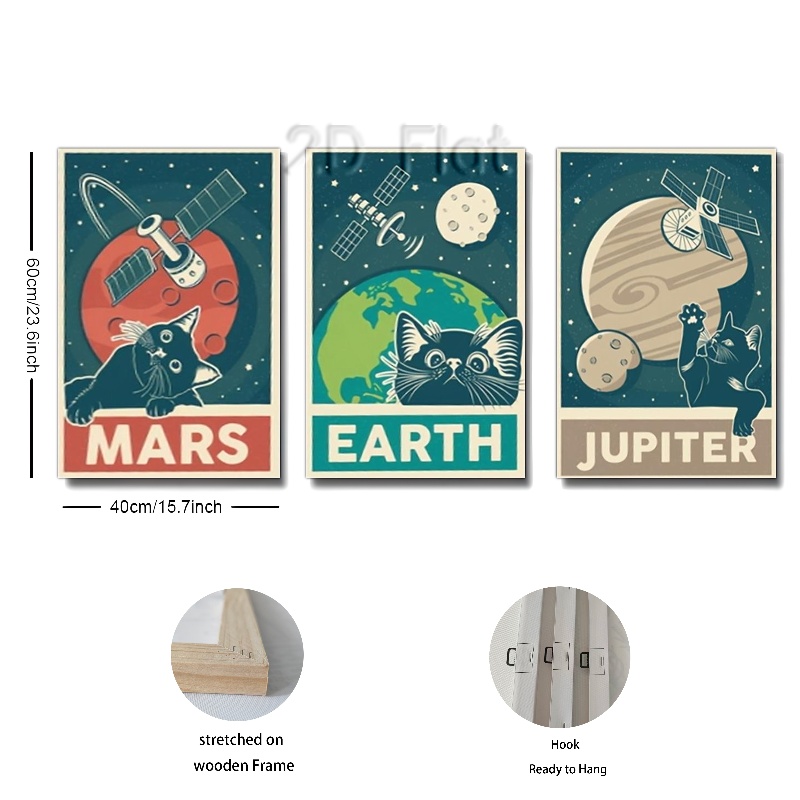 2D Flat
60cm/23.6inch
MARS
EARTH
JUPITER
40cm/15.7inch
stretched on
wooden Frame
Hook
Ready to Hang